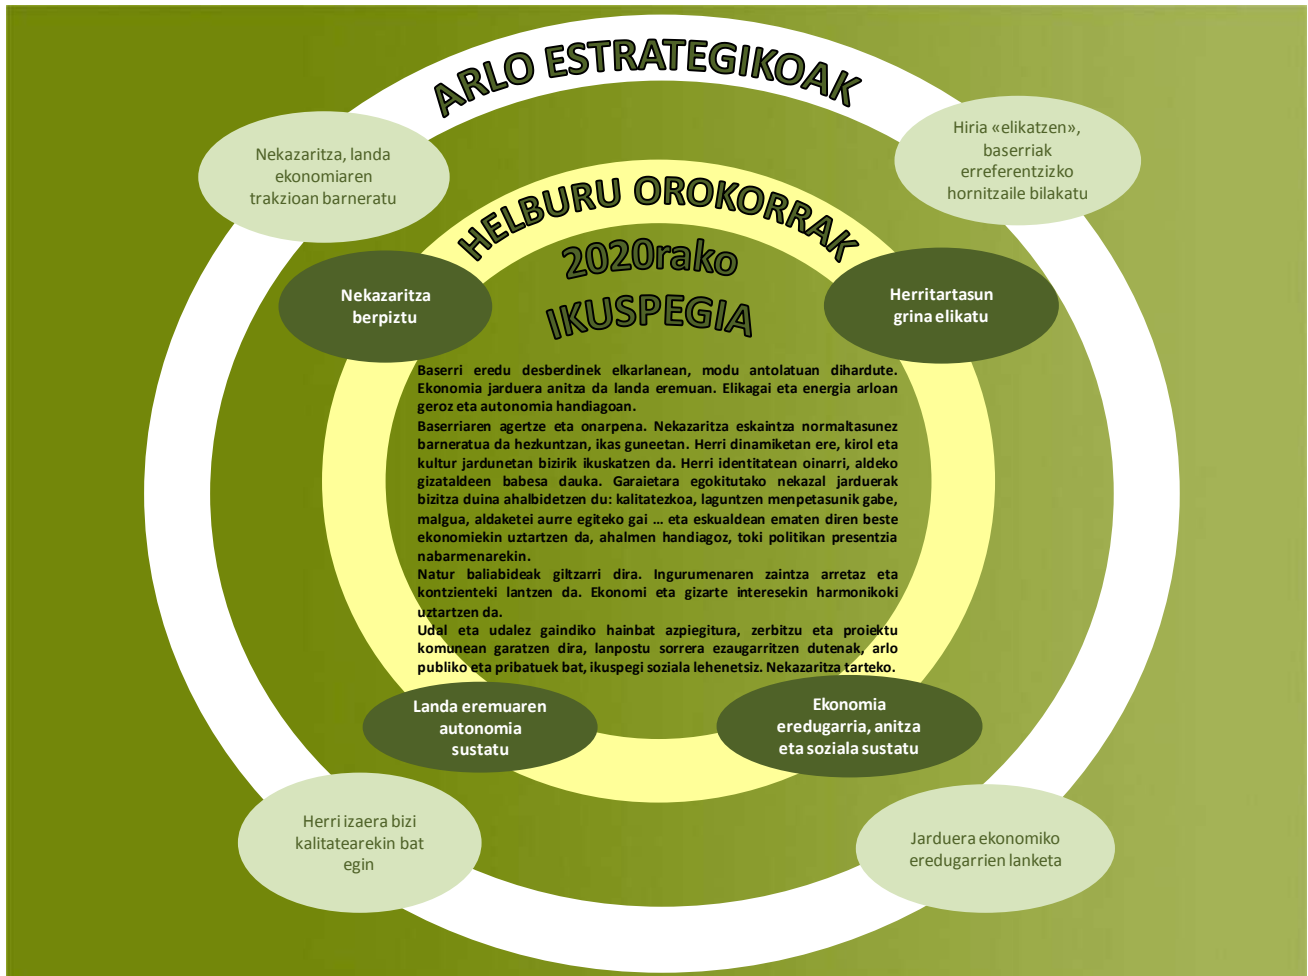 ARLO ESTRATEGIKOAK
Nekazaritza, landa
ekonomiaren
trakzioan barneratu
Hiria «elikatzen»,
baserriak
erreferentzizko
hornitzaile bilakatu
HELBURU OROKORRAK
Nekazaritza
berpiztu
Herritartasun
grina elikatu
2020rako
IKUSPEGIA
Baserri eredu desberdinek elkarlanean, modu antolatuan dihardute.
Ekonomia jarduera anitza da landa eremuan. Elikagai eta energia arloan
geroz eta autonomia handiagoan.
Baserriaren agertze eta onarpena. Nekazaritza eskaintza normaltasunez
barneratua da hezkuntzan, ikas guneetan. Herri dinamiketan ere, kirol eta
kultur jardunetan bizirik ikuskatzen da. Herri identitatean oinarri, aldeko
gizataldeen babesa dauka. Garaietara egokitutako nekazal jarduerak
bizitza duina ahalbidetzen du: kalitatezkoa, laguntzen menpetasunik gabe,
malgua, aldaketei aurre egiteko gai ... eta eskualdean ematen diren beste
ekonomiekin uztartzen da, ahalmen handiagoz, toki politikan presentzia
nabarmenarekin.
Natur baliabideak giltzarri dira. Ingurumenaren zaintza arretaz eta
kontzienteki lantzen da. Ekonomi eta gizarte interesekin harmonikoki
uztartzen da.
Udal eta udalez gaindiko hainbat azpiegitura, zerbitzu eta proiektu
komunean garatzen dira, lanpostu sorrera ezaugarritzen dutenak, arlo
publiko eta pribatuek bat, ikuspegi soziala lehenetsiz. Nekazaritza tarteko.
Landa eremuaren
autonomia
sustatu
Ekonomia
eredugarria, anitza
eta soziala sustatu
Herri izaera bizi
kalitatearekin bat
egin
Jarduera ekonomiko
eredugarrien lanketa